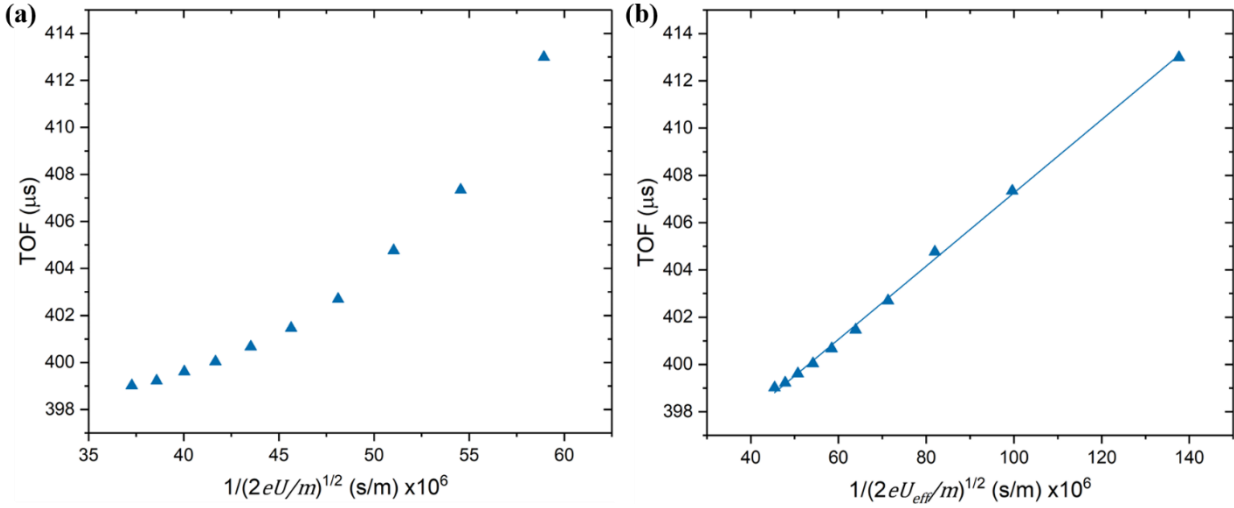 (a)
414
412
410
408
406
404
402
400
398
TOF (μs)
35 40 45 50 55 60
1/(2eU/m)^{1/2} (s/m) x10^6
(b)
414
412
410
408
406
404
402
400
398
TOF (μs)
40 60 80 100 120 140
1/(2eU_{eff}/m)^{1/2} (s/m) x10^6